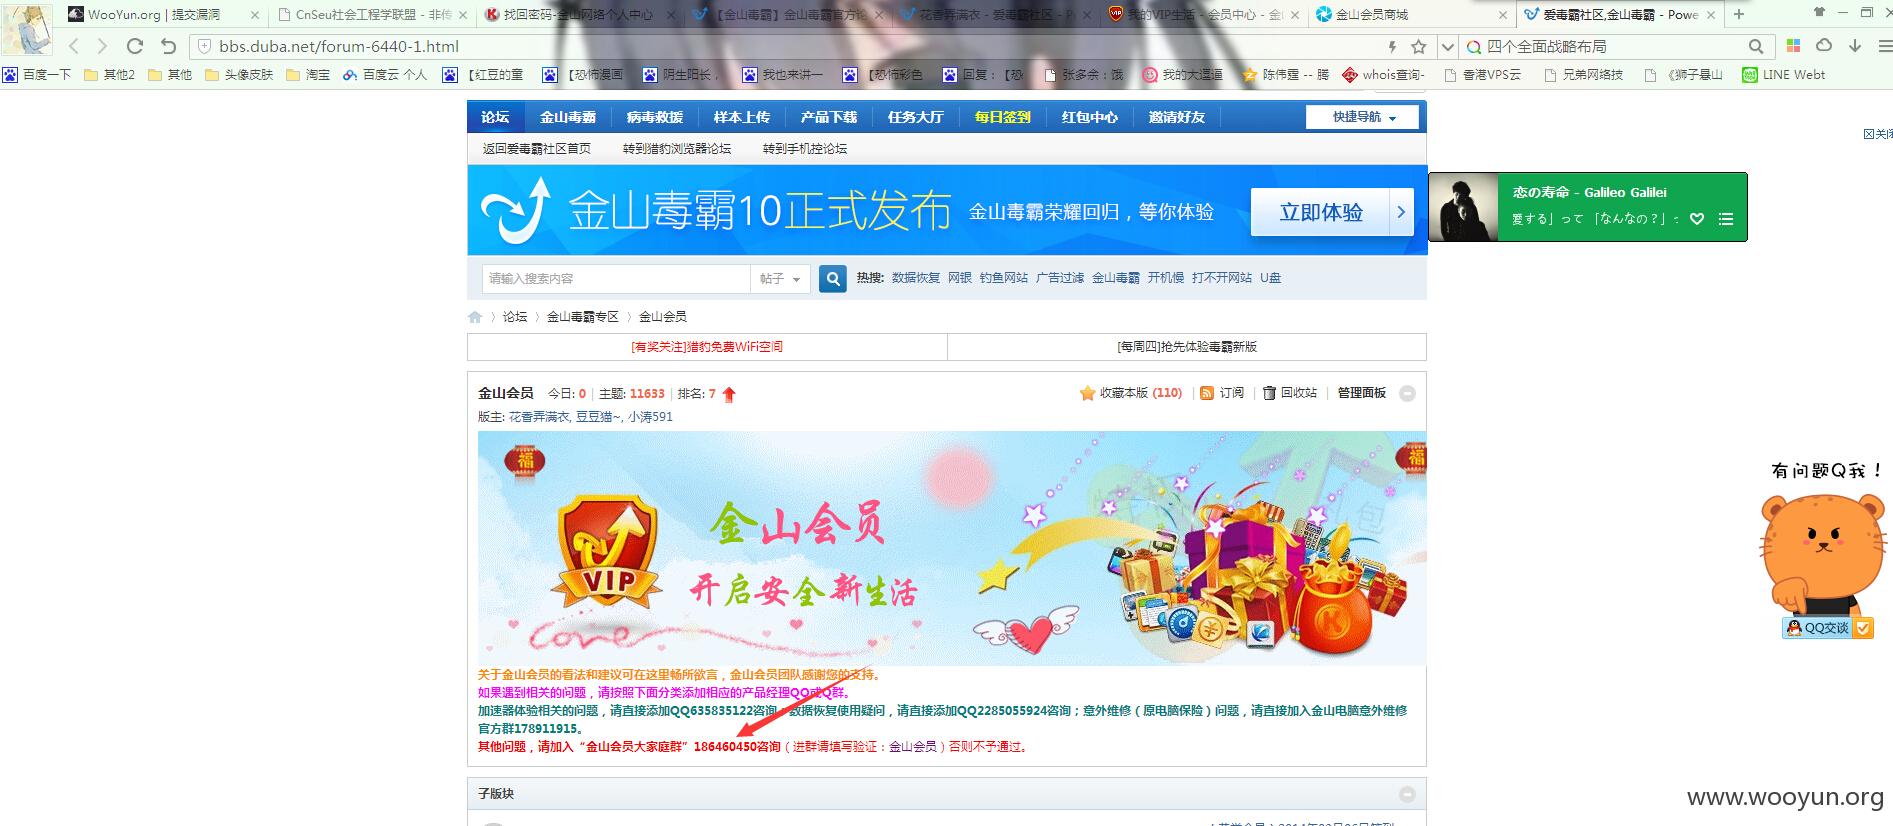 WooYun.org | 提交漏洞
CnSeu社会工程学联盟 - 非传
找回密码-金山网络个人中心
【金山毒霸】金山毒霸官方论
花香弄满衣 - 爱毒霸社区 - P
我的VIP生活 - 会员中心 - 金
金山会员商城
爱毒霸社区,金山毒霸 - Powe
bbs.duba.net/forum-6440-1.html
四个全面战略布局
百度一下 其他2 其他 头像皮肤 淘宝 百度云 个人 【红豆的童 【恐怖漫画 阴生阳长， 我也来讲一 【恐怖彩色 回复：【恐 张多余：饿 我的大逗逼 陈伟霆 -- 腾 whois查询- 香港VPS云 兄弟网络技 《狮子悬山 LINE Webt
论坛 金山毒霸 病毒救援 样本上传 产品下载 任务大厅 每日签到 红包中心 邀请好友 快捷导航
关闭
返回爱毒霸社区首页 转到猎豹浏览器论坛 转到手机控论坛
金山毒霸10正式发布 金山毒霸荣耀回归，等你体验 立即体验
恋の寿命 - Galileo Galilei
愛する」って 「なんなの？」っ
请输入搜索内容 帖子 热搜: 数据恢复 网银 钓鱼网站 广告过滤 金山毒霸 开机慢 打不开网站 U盘
论坛 金山毒霸专区 金山会员
[有奖关注]猎豹免费WiFi空间 [每周四]抢先体验毒霸新版
金山会员 今日: 0 | 主题: 11633 | 排名: 7 收藏本版 (110) | 订阅 | 回收站 | 管理面板
版主: 花香弄满衣, 豆豆猫~, 小涛591
福
福
VIP
金山会员
开启安全新生活
Love
有问题Q我！
QQ交谈
关于金山会员的看法和建议可在这里畅所欲言，金山会员团队感谢您的支持。
如果遇到相关的问题，请按照下面分类添加相应的产品经理QQ或Q群。
加速器体验相关的问题，请直接添加QQ635835122咨询；数据恢复使用疑问，请直接添加QQ2285055924咨询；意外维修（原电脑保险）问题，请直接加入金山电脑意外维修
官方群178911915。
其他问题，请加入“金山会员大家庭群”186460450咨询（进群请填写验证：金山会员）否则不予通过。
子版块
www.wooyun.org